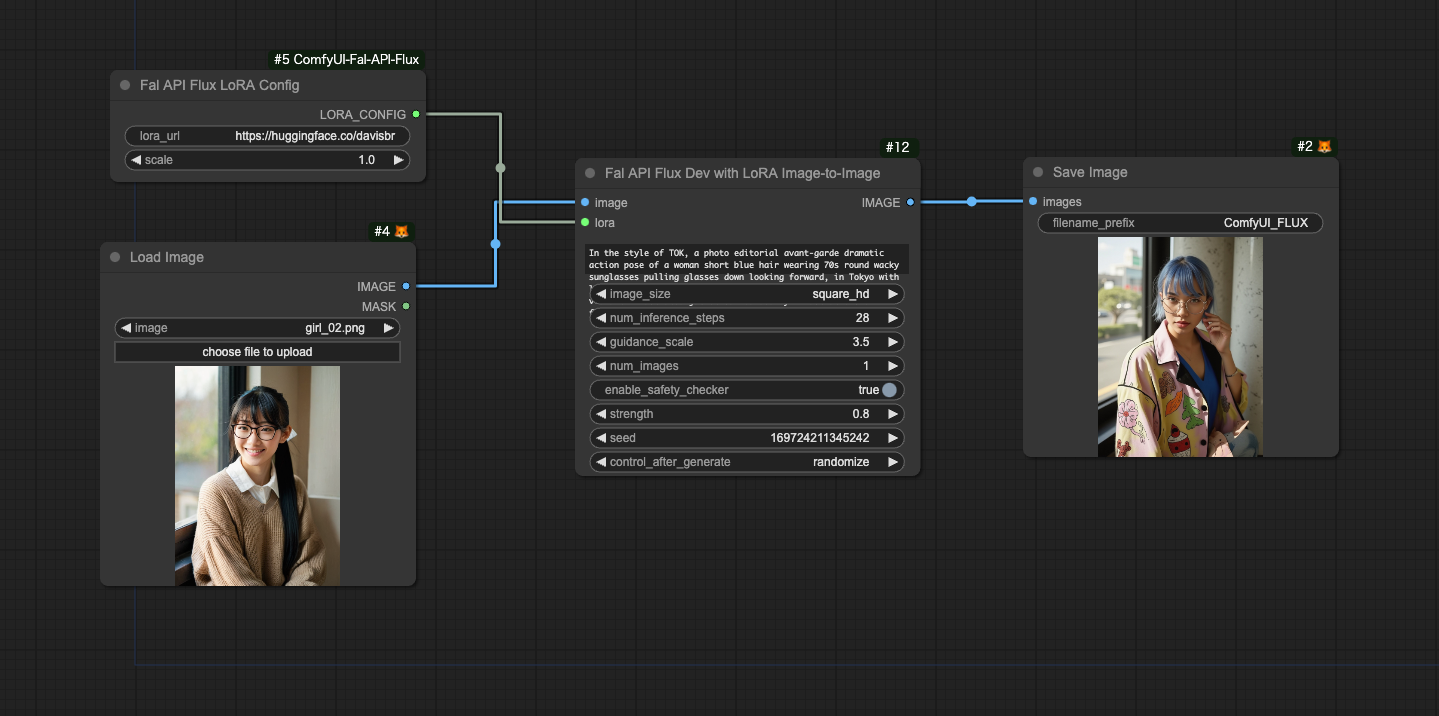 #5 ComfyUI-Fal-API-Flux
Fal API Flux LoRA Config
LORA_CONFIG
lora_url https://huggingface.co/davisbr
scale 1.0
#4
Load Image
IMAGE
MASK
image girl_02.png
choose file to upload
#12
Fal API Flux Dev with LoRA Image-to-Image
image IMAGE
lora
In the style of TOK, a photo editorial avant-garde dramatic
action pose of a woman short blue hair wearing 70s round wacky
sunglasses pulling glasses down looking forward, in Tokyo with
image_size square_hd
num_inference_steps 28
guidance_scale 3.5
num_images 1
enable_safety_checker true
strength 0.8
seed 169724211345242
control_after_generate randomize
#2
Save Image
images
filename_prefix ComfyUI_FLUX